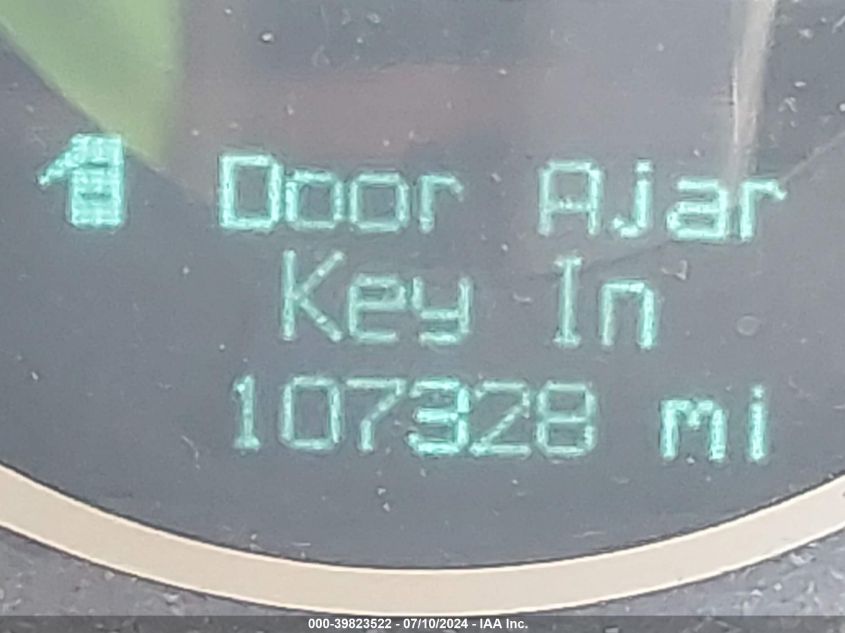 Door Ajar
Key In
107328 mi
000-39823522 - 07/10/2024 - IAA Inc.